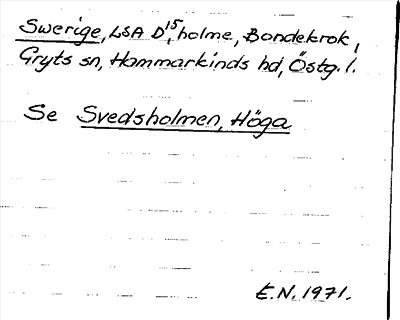 Swerige, LSA D¹⁵, holme, Bondekrok,
Gryts sn, Hammarkinds hd, Östg. l.
Se Svedsholmen, Höga
E.N. 1971.